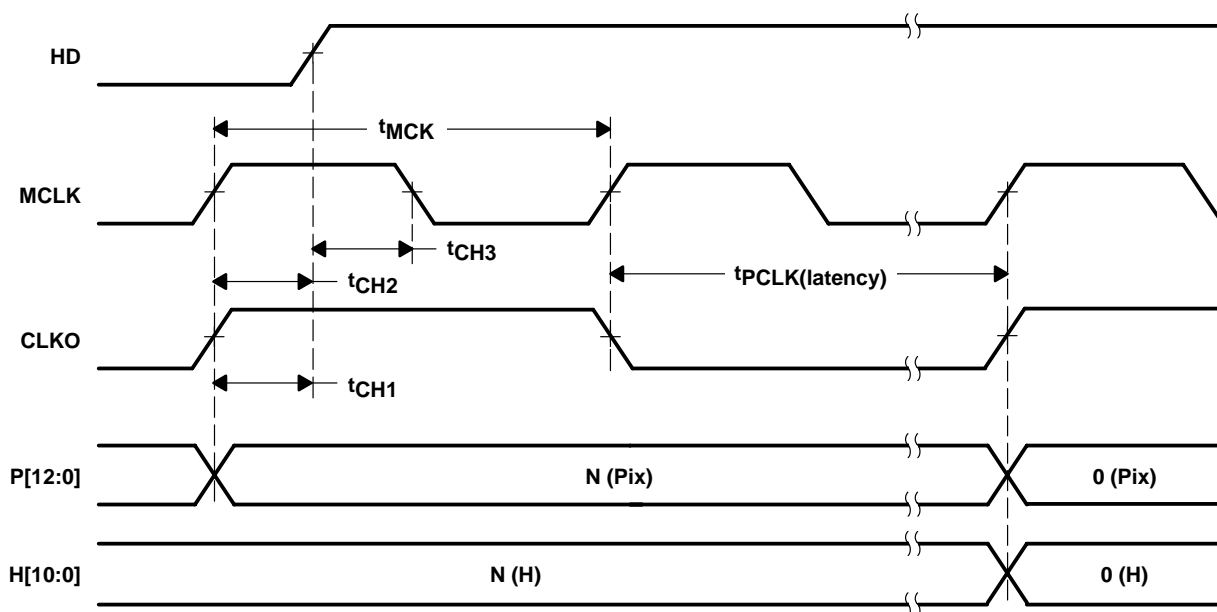 HD
tMCK
MCLK
tCH3
tCH2
tPCLK(latency)
CLKO
tCH1
P[12:0]
N (Pix)
0 (Pix)
H[10:0]
N (H)
0 (H)